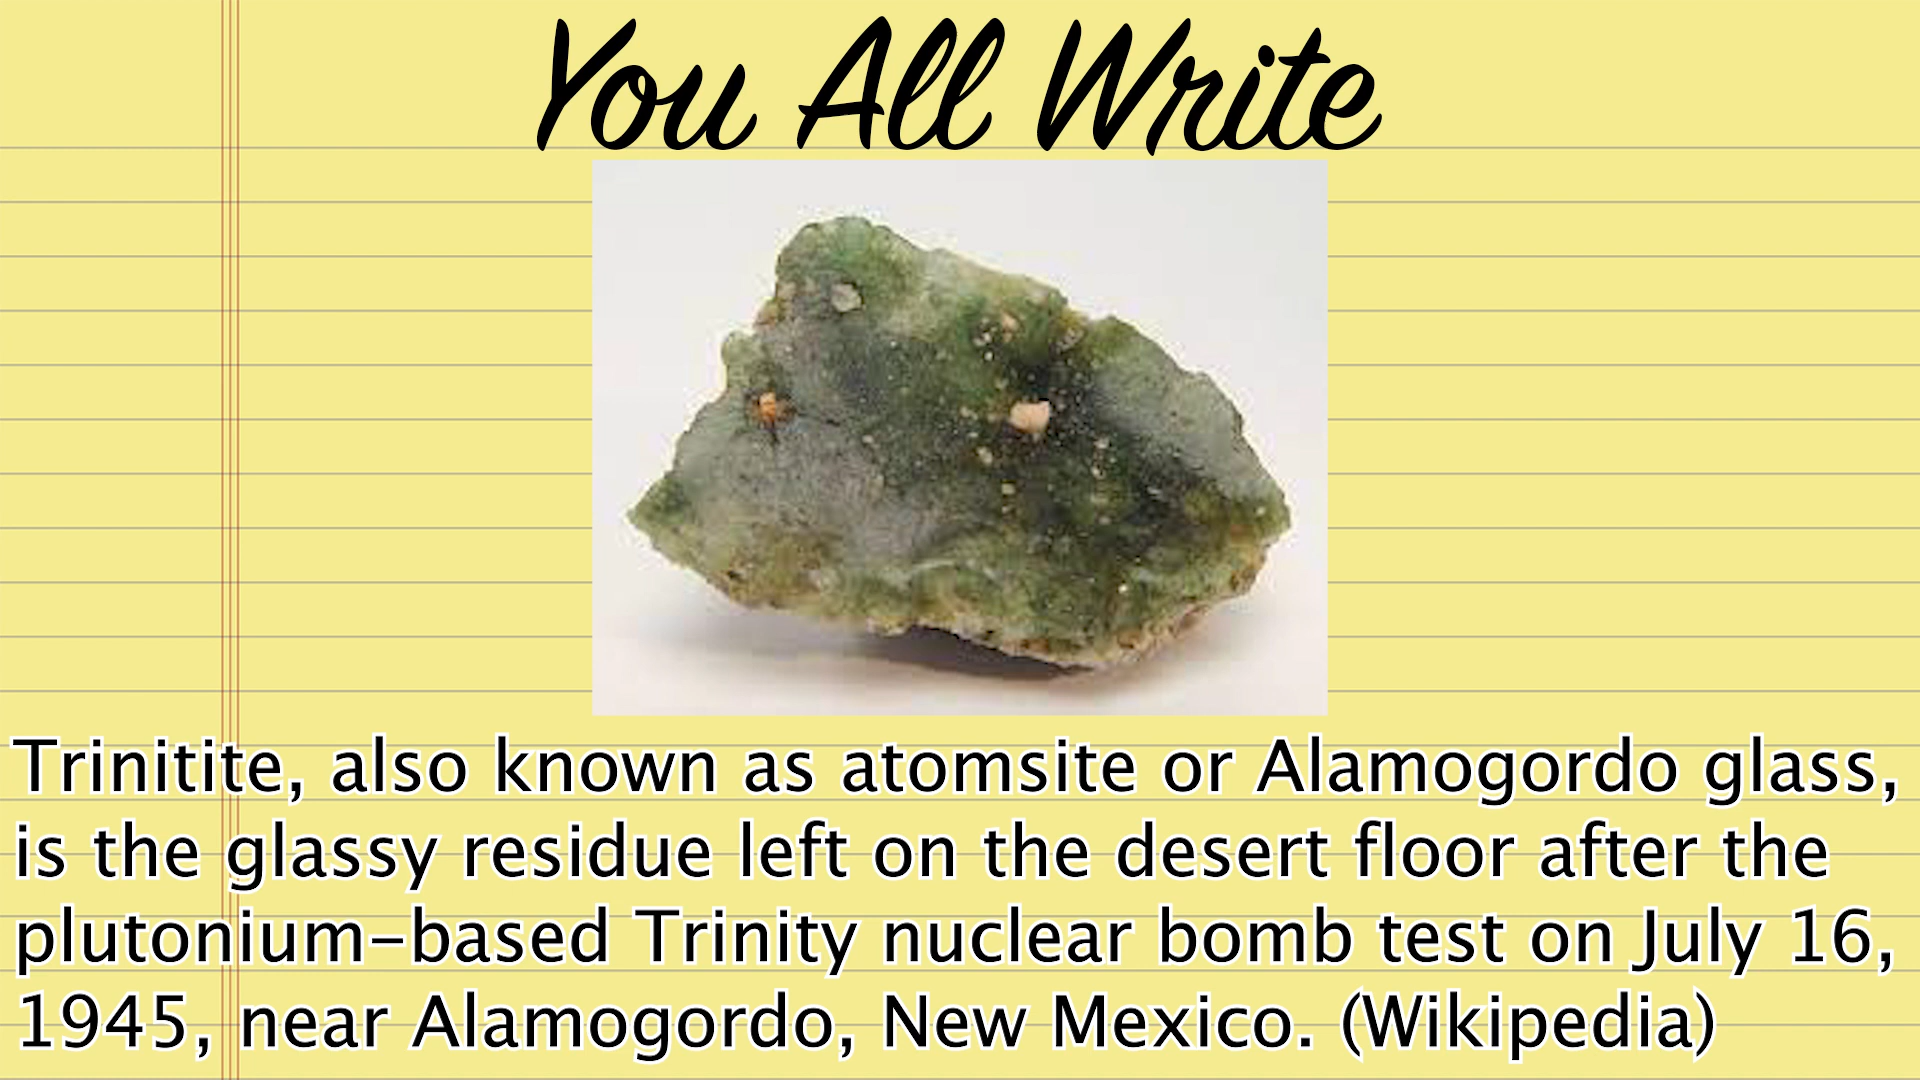 You All Write
Trinitite, also known as atomsite or Alamogordo glass,
is the glassy residue left on the desert floor after the
plutonium-based Trinity nuclear bomb test on July 16,
1945, near Alamogordo, New Mexico. (Wikipedia)